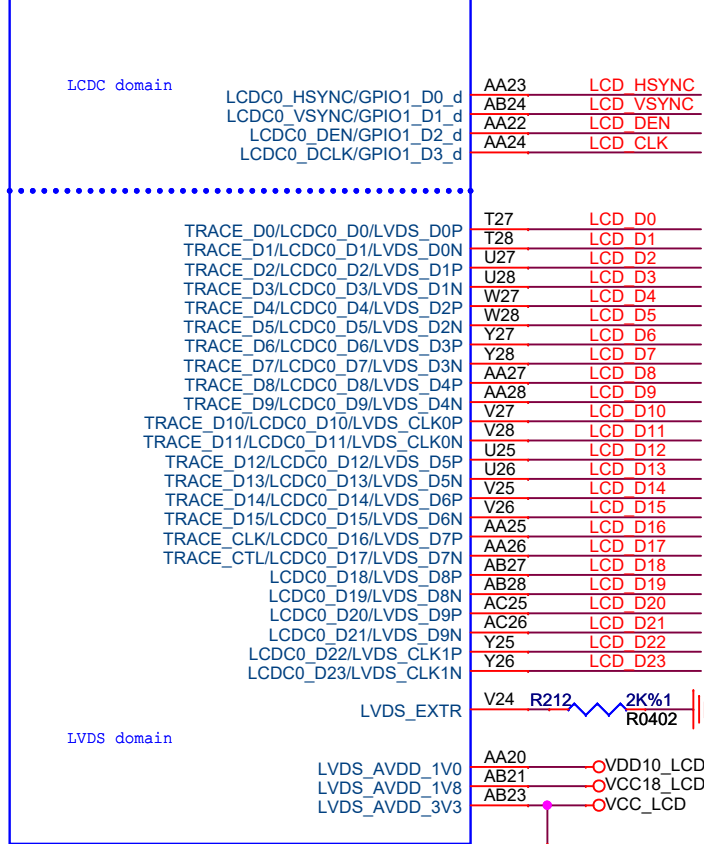 LCDC domain
LCDC0_HSYNC/GPIO1_D0_d AA23 LCD_HSYNC
LCDC0_VSYNC/GPIO1_D1_d AB24 LCD_VSYNC
LCDC0_DEN/GPIO1_D2_d AA22 LCD_DEN
LCDC0_DCLK/GPIO1_D3_d AA24 LCD_CLK
TRACE_D0/LCDC0_D0/LVDS_D0P T27 LCD_D0
TRACE_D1/LCDC0_D1/LVDS_D0N T28 LCD_D1
TRACE_D2/LCDC0_D2/LVDS_D1P U27 LCD_D2
TRACE_D3/LCDC0_D3/LVDS_D1N U28 LCD_D3
TRACE_D4/LCDC0_D4/LVDS_D2P W27 LCD_D4
TRACE_D5/LCDC0_D5/LVDS_D2N W28 LCD_D5
TRACE_D6/LCDC0_D6/LVDS_D3P Y27 LCD_D6
TRACE_D7/LCDC0_D7/LVDS_D3N Y28 LCD_D7
TRACE_D8/LCDC0_D8/LVDS_D4P AA27 LCD_D8
TRACE_D9/LCDC0_D9/LVDS_D4N AA28 LCD_D9
TRACE_D10/LCDC0_D10/LVDS_CLK0P V27 LCD_D10
TRACE_D11/LCDC0_D11/LVDS_CLK0N V28 LCD_D11
TRACE_D12/LCDC0_D12/LVDS_D5P U25 LCD_D12
TRACE_D13/LCDC0_D13/LVDS_D5N U26 LCD_D13
TRACE_D14/LCDC0_D14/LVDS_D6P V25 LCD_D14
TRACE_D15/LCDC0_D15/LVDS_D6N V26 LCD_D15
TRACE_CLK/LCDC0_D16/LVDS_D7P AA25 LCD_D16
TRACE_CTL/LCDC0_D17/LVDS_D7N AA26 LCD_D17
LCDC0_D18/LVDS_D8P AB27 LCD_D18
LCDC0_D19/LVDS_D8N AB28 LCD_D19
LCDC0_D20/LVDS_D9P AC25 LCD_D20
LCDC0_D21/LVDS_D9N AC26 LCD_D21
LCDC0_D22/LVDS_CLK1P Y25 LCD_D22
LCDC0_D23/LVDS_CLK1N Y26 LCD_D23
LVDS_EXTR V24 R212 2K%1
R0402
LVDS domain
LVDS_AVDD_1V0 AA20 VDD10_LCD
LVDS_AVDD_1V8 AB21 VCC18_LCD
LVDS_AVDD_3V3 AB23 VCC_LCD